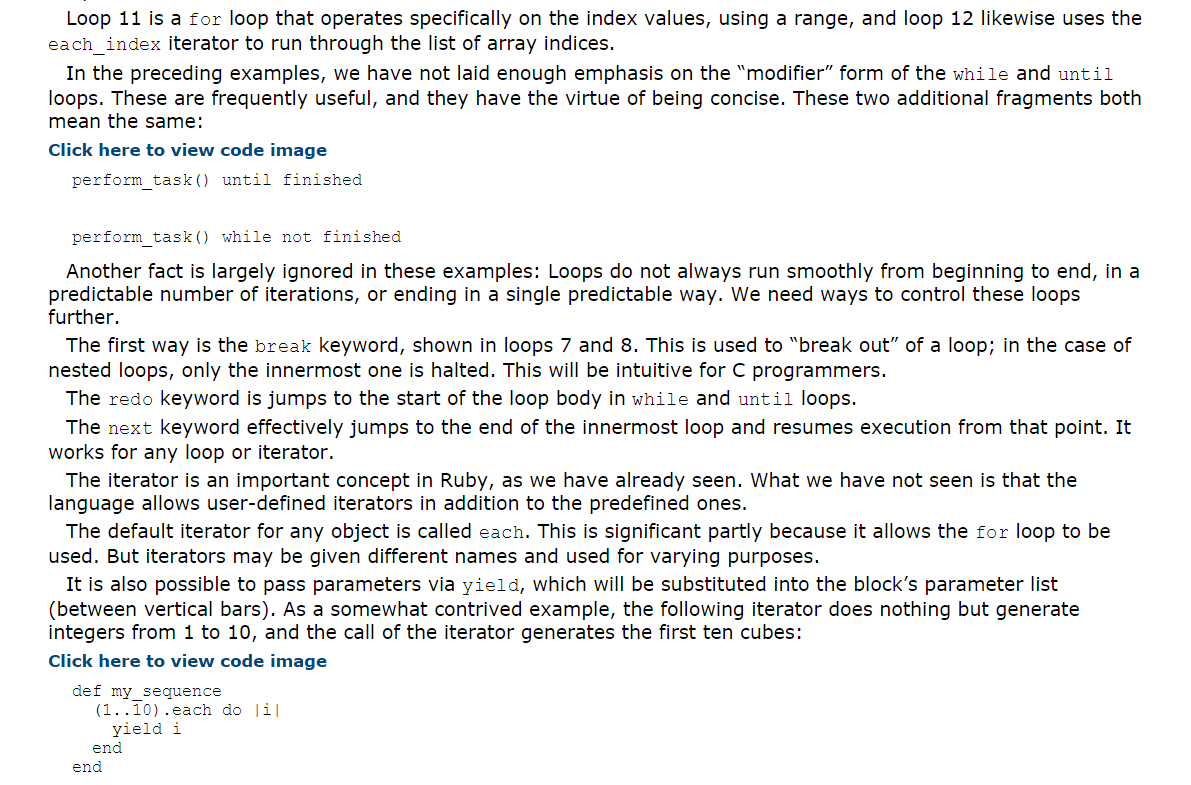 Loop 11 is a for loop that operates specifically on the index values, using a range, and loop 12 likewise uses the
each_index iterator to run through the list of array indices.
In the preceding examples, we have not laid enough emphasis on the “modifier” form of the while and until
loops. These are frequently useful, and they have the virtue of being concise. These two additional fragments both
mean the same:
Click here to view code image
perform_task() until finished
perform_task() while not finished
Another fact is largely ignored in these examples: Loops do not always run smoothly from beginning to end, in a
predictable number of iterations, or ending in a single predictable way. We need ways to control these loops
further.
The first way is the break keyword, shown in loops 7 and 8. This is used to “break out” of a loop; in the case of
nested loops, only the innermost one is halted. This will be intuitive for C programmers.
The redo keyword is jumps to the start of the loop body in while and until loops.
The next keyword effectively jumps to the end of the innermost loop and resumes execution from that point. It
works for any loop or iterator.
The iterator is an important concept in Ruby, as we have already seen. What we have not seen is that the
language allows user-defined iterators in addition to the predefined ones.
The default iterator for any object is called each. This is significant partly because it allows the for loop to be
used. But iterators may be given different names and used for varying purposes.
It is also possible to pass parameters via yield, which will be substituted into the block’s parameter list
(between vertical bars). As a somewhat contrived example, the following iterator does nothing but generate
integers from 1 to 10, and the call of the iterator generates the first ten cubes:
Click here to view code image
def my_sequence
(1..10).each do |i|
yield i
end
end